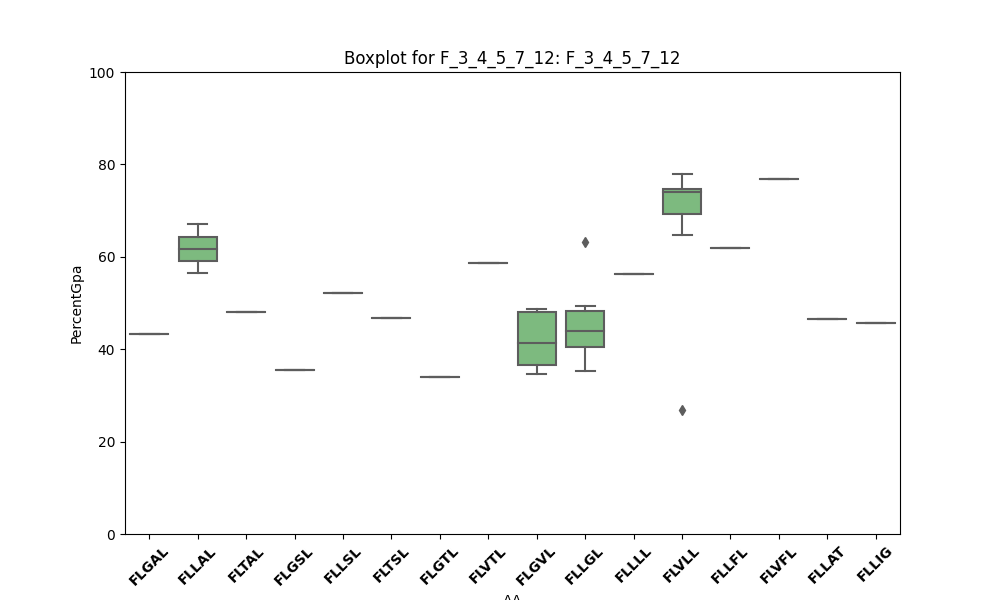 Boxplot for F_3_4_5_7_12: F_3_4_5_7_12
PercentGpa
100
80
60
40
20
0
FLGAL
FLLAL
FLTAL
FLGSL
FLLSL
FLTSL
FLGTL
FLVTL
FLGVL
FLLGL
FLLLL
FLVLL
FLLFL
FLVFL
FLLAT
FLLIG
AA